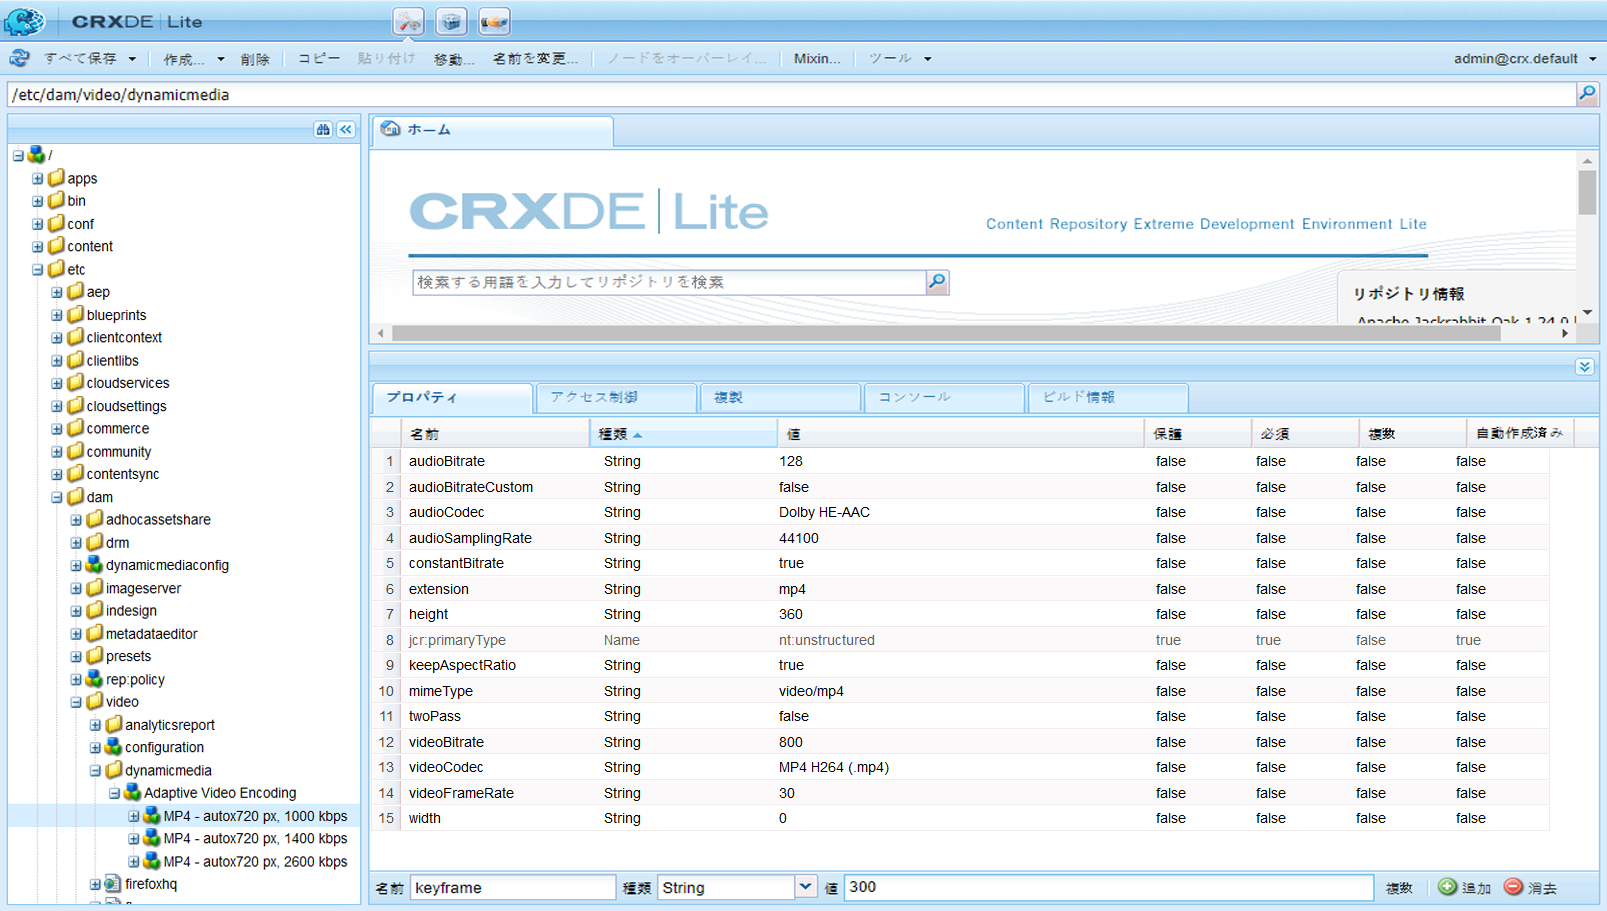 CRXDE | Lite
すべて保存 作成... 削除 コピー 貼り付け 移動... 名前を変更... ノードをオーバーレイ... Mixin... ツール admin@crx.default
/etc/dam/video/dynamicmedia
/
apps
bin
conf
content
etc
aep
blueprints
clientcontext
clientlibs
cloudservices
cloudsettings
commerce
community
contentsync
dam
adhocassetshare
drm
dynamicmediaconfig
imageserver
indesign
metadataeditor
presets
rep:policy
video
analyticsreport
configuration
dynamicmedia
Adaptive Video Encoding
MP4 - autox720 px, 1000 kbps
MP4 - autox720 px, 1400 kbps
MP4 - autox720 px, 2600 kbps
firefoxhq
ホーム
CRXDE | Lite
Content Repository Extreme Development Environment Lite
検索する用語を入力してリポジトリを検索
リポジトリ情報
Apache Jackrabbit Oak 1.24.0
プロパティ アクセス制御 複製 コンソール ビルド情報
名前 種類 値 保護 必須 複数 自動作成済み
1 audioBitrate String 128 false false false false
2 audioBitrateCustom String false false false false false
3 audioCodec String Dolby HE-AAC false false false false
4 audioSamplingRate String 44100 false false false false
5 constantBitrate String true false false false false
6 extension String mp4 false false false false
7 height String 360 false false false false
8 jcr:primaryType Name nt:unstructured true true false true
9 keepAspectRatio String true false false false false
10 mimeType String video/mp4 false false false false
11 twoPass String false false false false false
12 videoBitrate String 800 false false false false
13 videoCodec String MP4 H264 (.mp4) false false false false
14 videoFrameRate String 30 false false false false
15 width String 0 false false false false
名前 keyframe 種類 String 値 300 複数 追加 消去